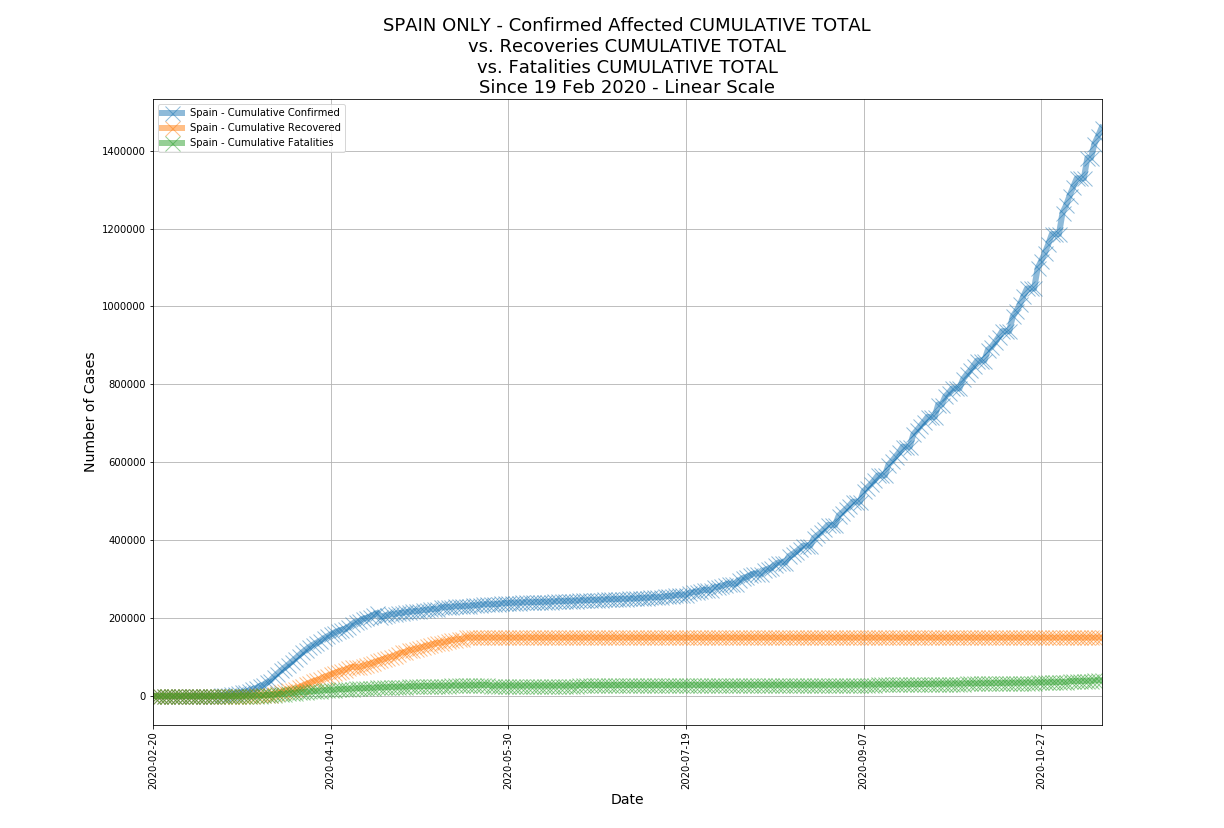 SPAIN ONLY - Confirmed Affected CUMULATIVE TOTAL
vs. Recoveries CUMULATIVE TOTAL
vs. Fatalities CUMULATIVE TOTAL
Since 19 Feb 2020 - Linear Scale
Spain - Cumulative Confirmed
Spain - Cumulative Recovered
Spain - Cumulative Fatalities
Number of Cases
1400000
1200000
1000000
800000
600000
400000
200000
0
2020-02-20
2020-04-10
2020-05-30
2020-07-19
2020-09-07
2020-10-27
Date